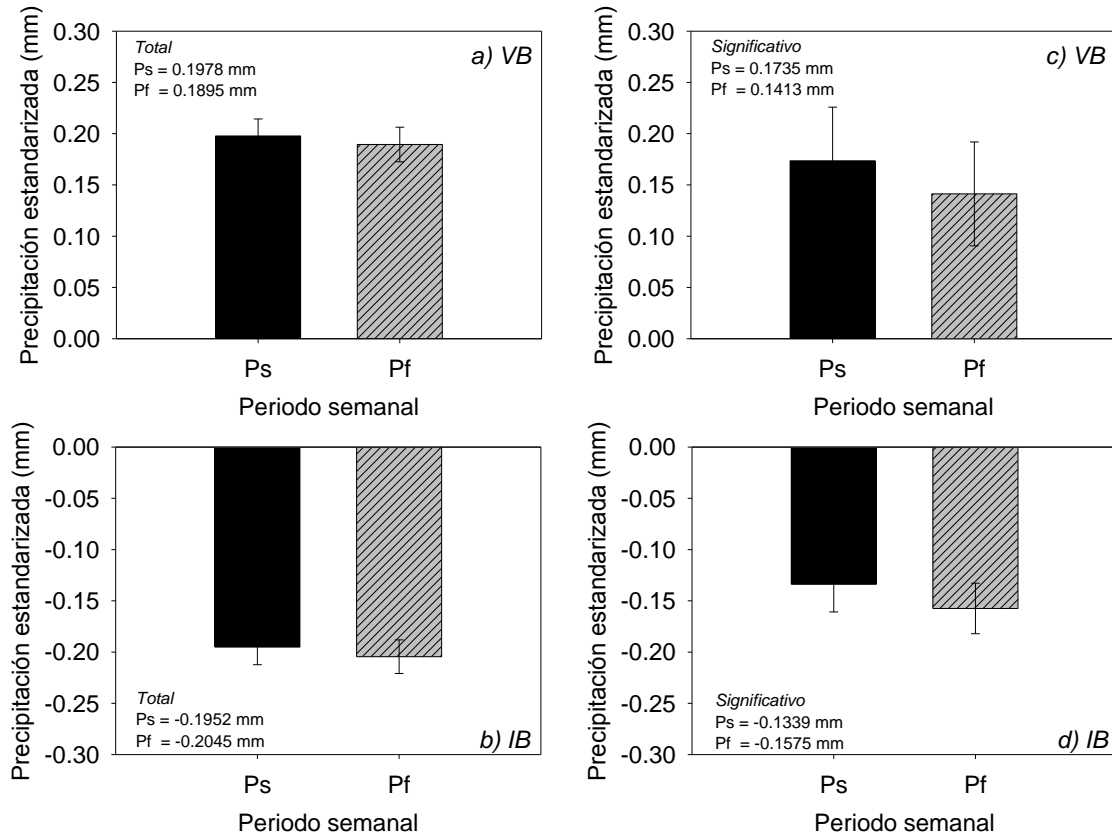 Precipitación estandarizada (mm)
0.30
0.25
0.20
0.15
0.10
0.05
0.00
Total
Ps = 0.1978 mm
Pf = 0.1895 mm
a) VB
Ps
Pf
Periodo semanal
Precipitación estandarizada (mm)
0.30
0.25
0.20
0.15
0.10
0.05
0.00
Significativo
Ps = 0.1735 mm
Pf = 0.1413 mm
c) VB
Ps
Pf
Periodo semanal
Precipitación estandarizada (mm)
0.00
-0.05
-0.10
-0.15
-0.20
-0.25
-0.30
Total
Ps = -0.1952 mm
Pf = -0.2045 mm
b) IB
Ps
Pf
Periodo semanal
Precipitación estandarizada (mm)
0.00
-0.05
-0.10
-0.15
-0.20
-0.25
-0.30
Significativo
Ps = -0.1339 mm
Pf = -0.1575 mm
d) IB
Ps
Pf
Periodo semanal